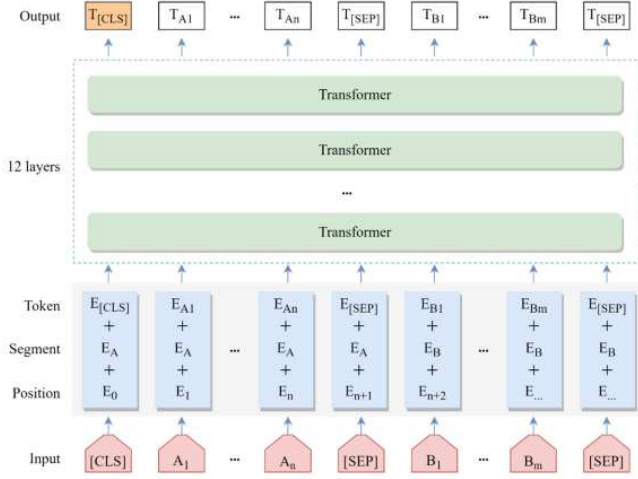 Output T[CLS] TA1 ... TAn T[SEP] TB1 ... TBm T[SEP]
Transformer
Transformer
12 layers
...
Transformer
E[CLS] EA1 EAn E[SEP] EB1 EBm E[SEP]
Token
+ + + + + + +
Segment EA EA ... EA EA EB ... EB EB
+ + + + + + +
Position E0 E1 En En+1 En+2 E... E...
Input [CLS] A1 ... An [SEP] B1 ... Bm [SEP]